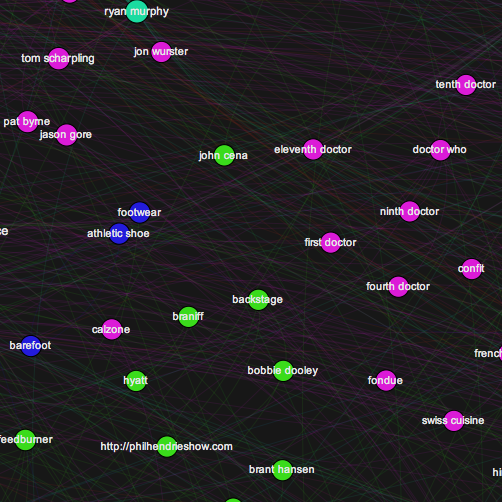 ryan murphy
jon wurster
tom scharpling
tenth doctor
pat byrne
jason gore
john cena
eleventh doctor
doctor who
footwear
ninth doctor
athletic shoe
first doctor
confit
fourth doctor
backstage
braniff
calzone
barefoot
french
bobbie dooley
hyatt
fondue
swiss cuisine
feedburner
http://philhendrieshow.com
brant hansen
hi